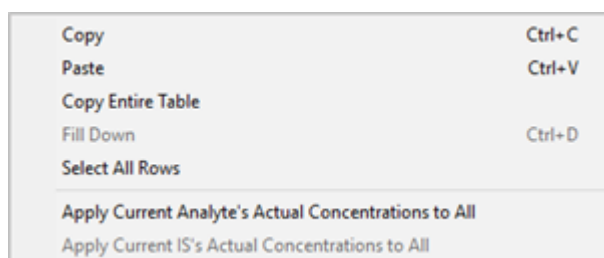 Copy Ctrl+C
Paste Ctrl+V
Copy Entire Table
Fill Down Ctrl+D
Select All Rows
Apply Current Analyte's Actual Concentrations to All
Apply Current IS's Actual Concentrations to All